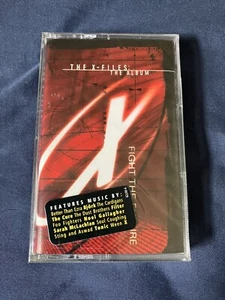 THE X-FILES:
THE ALBUM
X
FIGHT THE FUTURE
FEATURES MUSIC BY:
Better Than Ezra Björk The Cardigans
The Cure The Dust Brothers Filter
Foo Fighters Noel Gallagher
Sarah McLachlan Soul Coughing
Sting and Aswad Tonic Ween